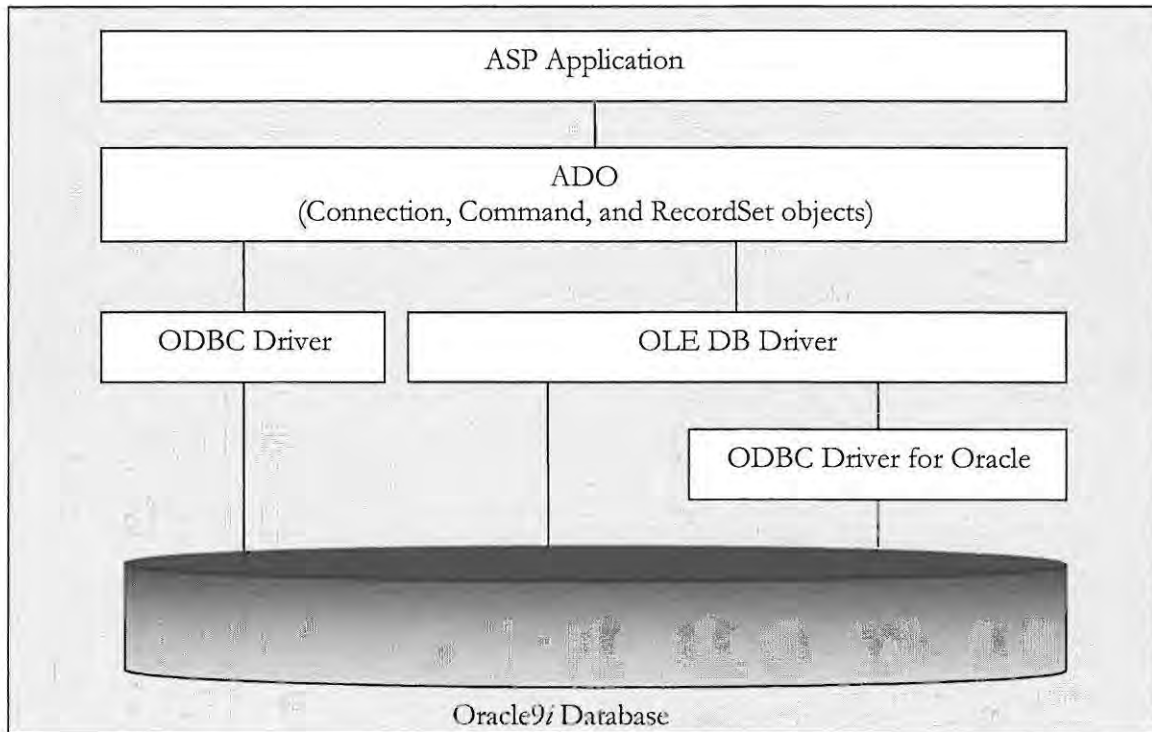 ASP Application
ADO
(Connection, Command, and RecordSet objects)
ODBC Driver
OLE DB Driver
ODBC Driver for Oracle
Oracle9i Database